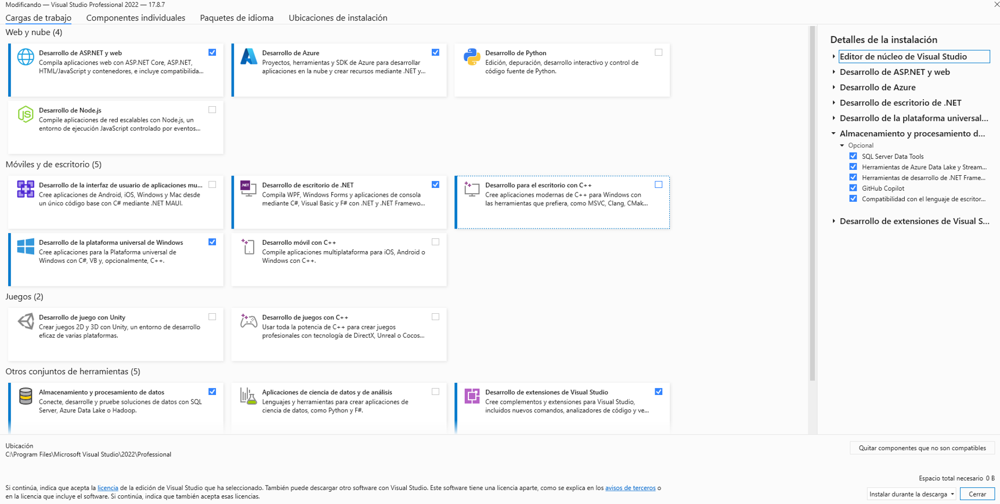 Modificando — Visual Studio Professional 2022 — 17.8.7
Cargas de trabajo
Componentes individuales
Paquetes de idioma
Ubicaciones de instalación
Web y nube (4)
Desarrollo de ASP.NET y web
Compila aplicaciones web con ASP.NET Core, ASP.NET,
HTML/JavaScript y contenedores, e incluye compatibilida...
Desarrollo de Azure
Proyectos, herramientas y SDK de Azure para desarrollar
aplicaciones en la nube y crear recursos mediante .NET y...
Desarrollo de Python
Edición, depuración, desarrollo interactivo y control de
código fuente de Python.
JS
Desarrollo de Node.js
Compile aplicaciones de red escalables con Node.js, un
entorno de ejecución JavaScript controlado por eventos...
Móviles y de escritorio (5)
Desarrollo de la interfaz de usuario de aplicaciones mu...
Cree aplicaciones de Android, iOS, Windows y Mac desde
un único código base con C# mediante .NET MAUI.
.NET
Desarrollo de escritorio de .NET
Compila WPF, Windows Forms y aplicaciones de consola
mediante C#, Visual Basic y F# con .NET y .NET Framewo...
Desarrollo para el escritorio con C++
Cree aplicaciones modernas de C++ para Windows con
las herramientas que prefiera, como MSVC, Clang, CMak...
Desarrollo de la plataforma universal de Windows
Cree aplicaciones para la Plataforma universal de
Windows con C#, VB y, opcionalmente, C++.
Desarrollo móvil con C++
Compile aplicaciones multiplataforma para iOS, Android o
Windows con C++.
Juegos (2)
Desarrollo de juego con Unity
Crear juegos 2D y 3D con Unity, un entorno de desarrollo
eficaz de varias plataformas.
Desarrollo de juegos con C++
Usar toda la potencia de C++ para crear juegos
profesionales con tecnología de DirectX, Unreal o Cocos...
Otros conjuntos de herramientas (5)
Almacenamiento y procesamiento de datos
Conecte, desarrolle y pruebe soluciones de datos con SQL
Server, Azure Data Lake o Hadoop.
Aplicaciones de ciencia de datos y de análisis
Lenguajes y herramientas para crear aplicaciones de
ciencia de datos, como Python y F#.
Desarrollo de extensiones de Visual Studio
Cree complementos y extensiones para Visual Studio,
incluidos nuevos comandos, analizadores de código y ve...
Detalles de la instalación
Editor de núcleo de Visual Studio
Desarrollo de ASP.NET y web
Desarrollo de Azure
Desarrollo de escritorio de .NET
Desarrollo de la plataforma universal...
Almacenamiento y procesamiento d...
Opcional
SQL Server Data Tools
Herramientas de Azure Data Lake y Stream...
Herramientas de desarrollo de .NET Frame...
GitHub Copilot
Compatibilidad con el lenguaje de escritor...
Desarrollo de extensiones de Visual S...
Ubicación
C:\Program Files\Microsoft Visual Studio\2022\Professional
Quitar componentes que no son compatibles
Espacio total necesario 0 B
Si continúa, indica que acepta la licencia de la edición de Visual Studio que ha seleccionado. También puede descargar otro software con Visual Studio. Este software tiene una licencia aparte, como se explica en los avisos de terceros o
en la licencia que incluye el software. Si continúa, indica que también acepta esas licencias.
Instalar durante la descarga
Cerrar